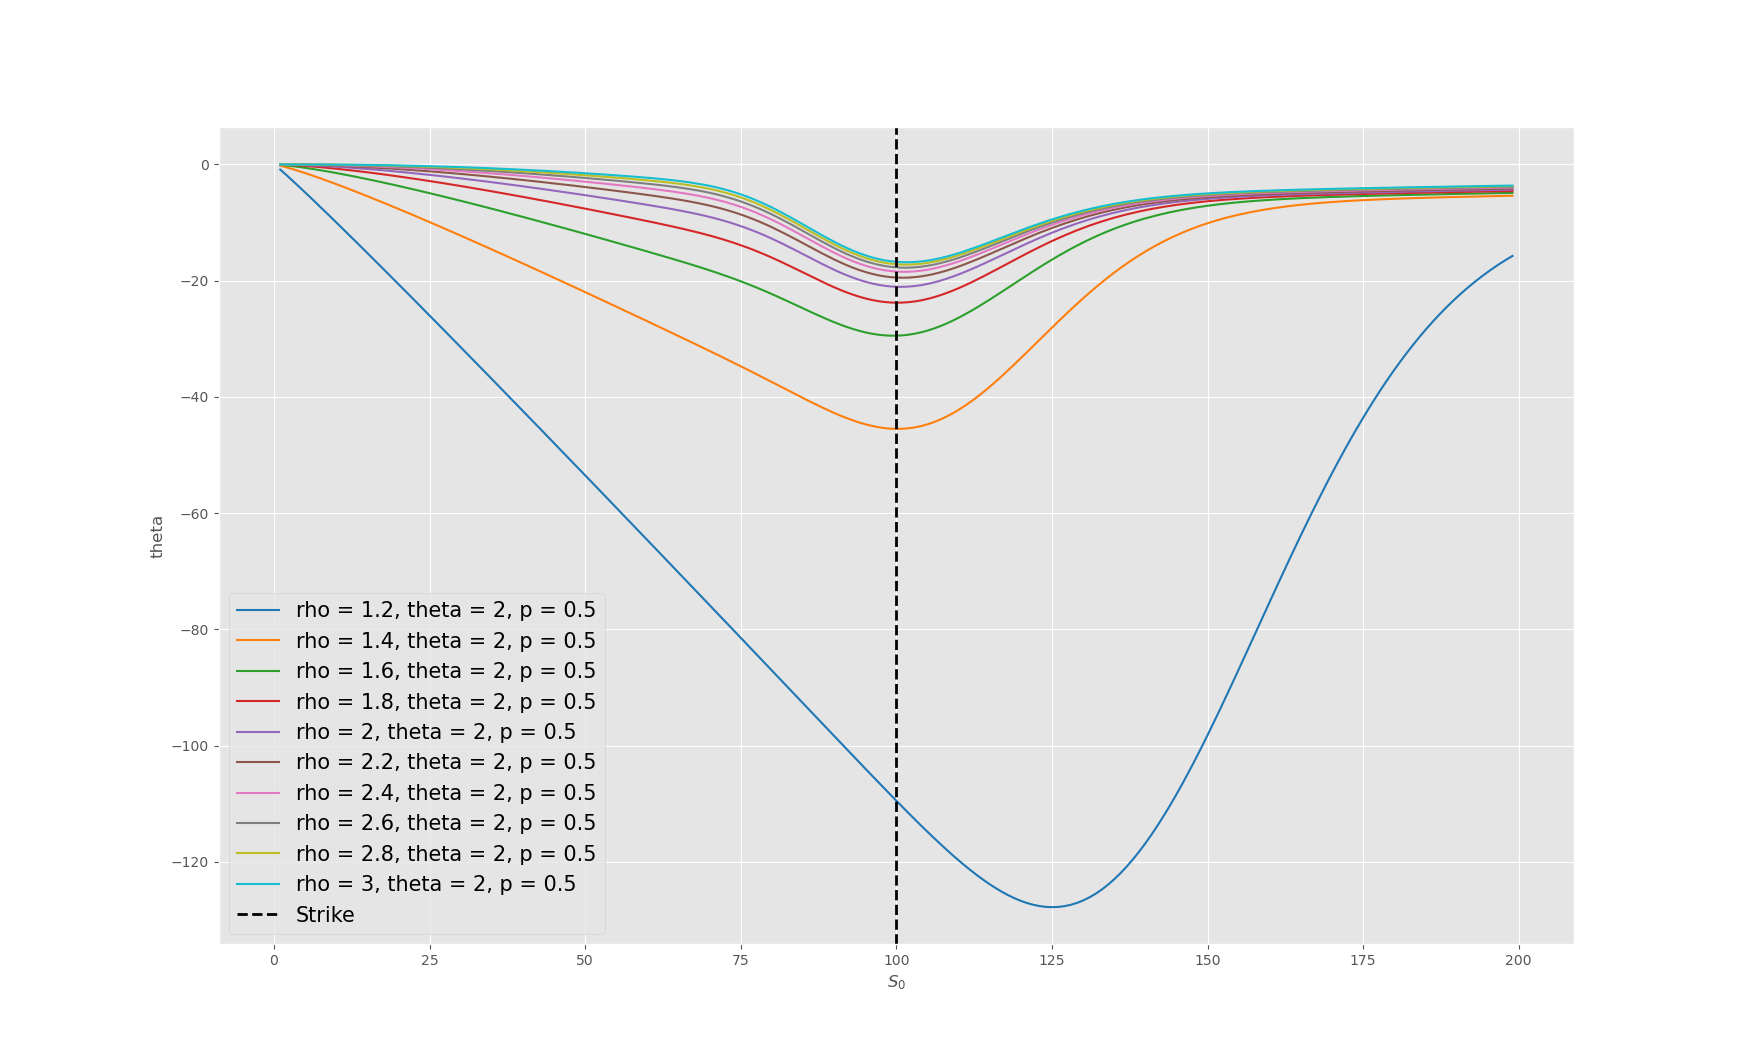 0
−20
−40
−60
−80
−100
−120
theta
rho = 1.2, theta = 2, p = 0.5
rho = 1.4, theta = 2, p = 0.5
rho = 1.6, theta = 2, p = 0.5
rho = 1.8, theta = 2, p = 0.5
rho = 2, theta = 2, p = 0.5
rho = 2.2, theta = 2, p = 0.5
rho = 2.4, theta = 2, p = 0.5
rho = 2.6, theta = 2, p = 0.5
rho = 2.8, theta = 2, p = 0.5
rho = 3, theta = 2, p = 0.5
Strike
0 25 50 75 100 125 150 175 200
S₀